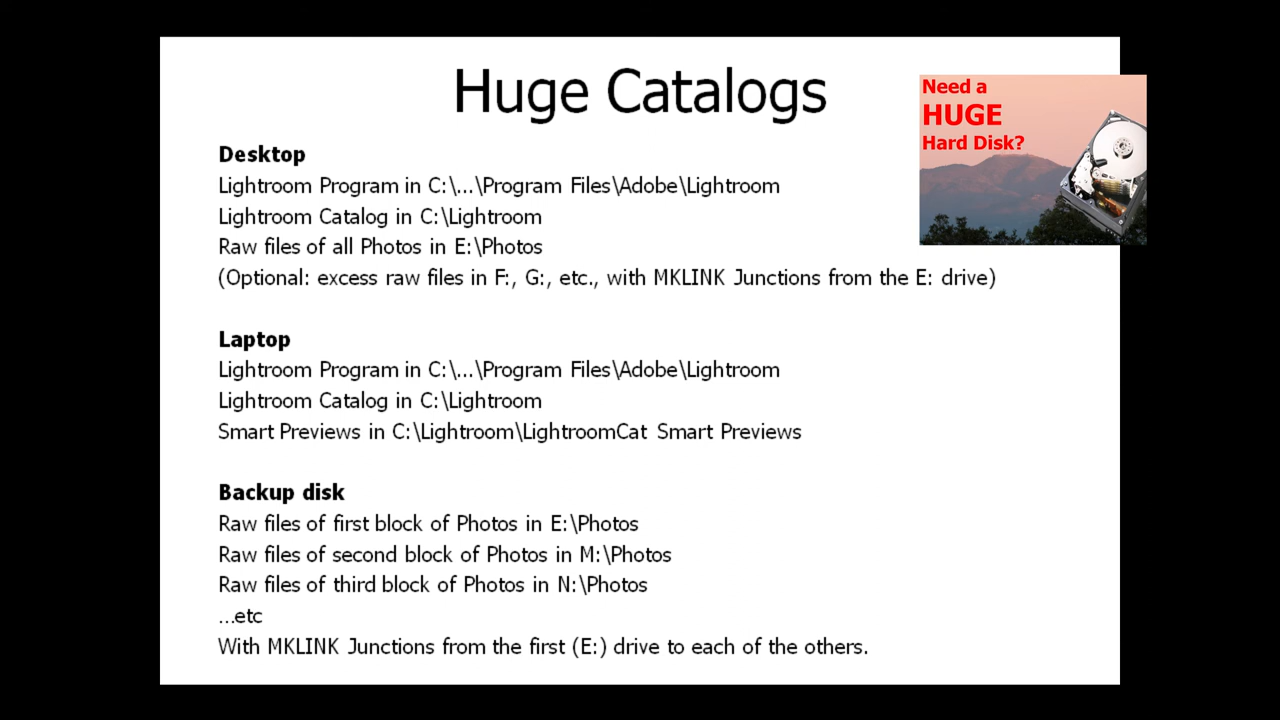 Huge Catalogs
Need a
HUGE
Hard Disk?
Desktop
Lightroom Program in C:\...\Program Files\Adobe\Lightroom
Lightroom Catalog in C:\Lightroom
Raw files of all Photos in E:\Photos
(Optional: excess raw files in F:, G:, etc., with MKLINK Junctions from the E: drive)
Laptop
Lightroom Program in C:\...\Program Files\Adobe\Lightroom
Lightroom Catalog in C:\Lightroom
Smart Previews in C:\Lightroom\LightroomCat Smart Previews
Backup disk
Raw files of first block of Photos in E:\Photos
Raw files of second block of Photos in M:\Photos
Raw files of third block of Photos in N:\Photos
...etc
With MKLINK Junctions from the first (E:) drive to each of the others.